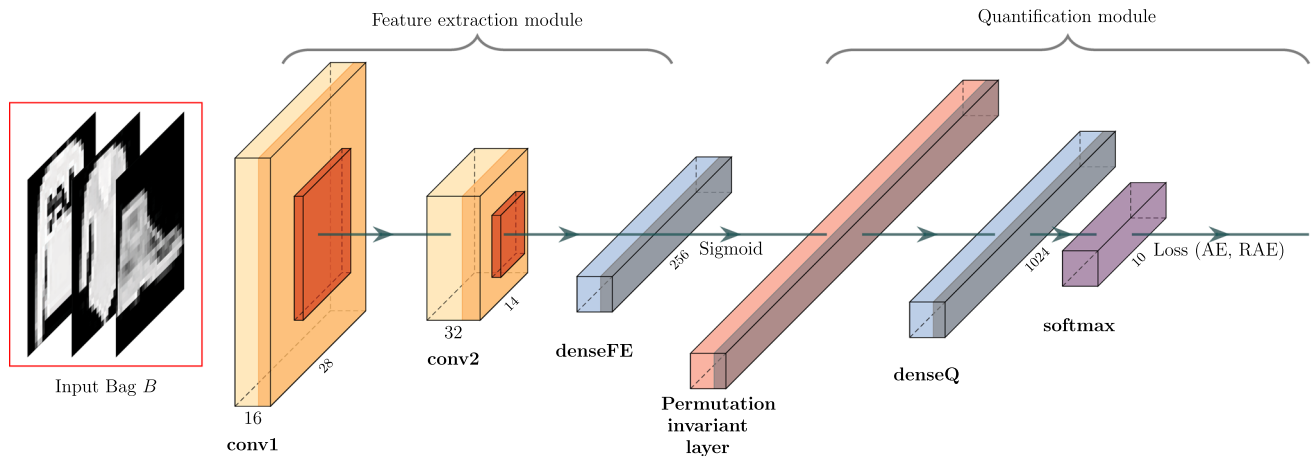 Feature extraction module
Quantification module
Input Bag B
16
28
conv1
32
14
conv2
256
denseFE
Sigmoid
Permutation
invariant
layer
1024
denseQ
10
softmax
Loss (AE, RAE)